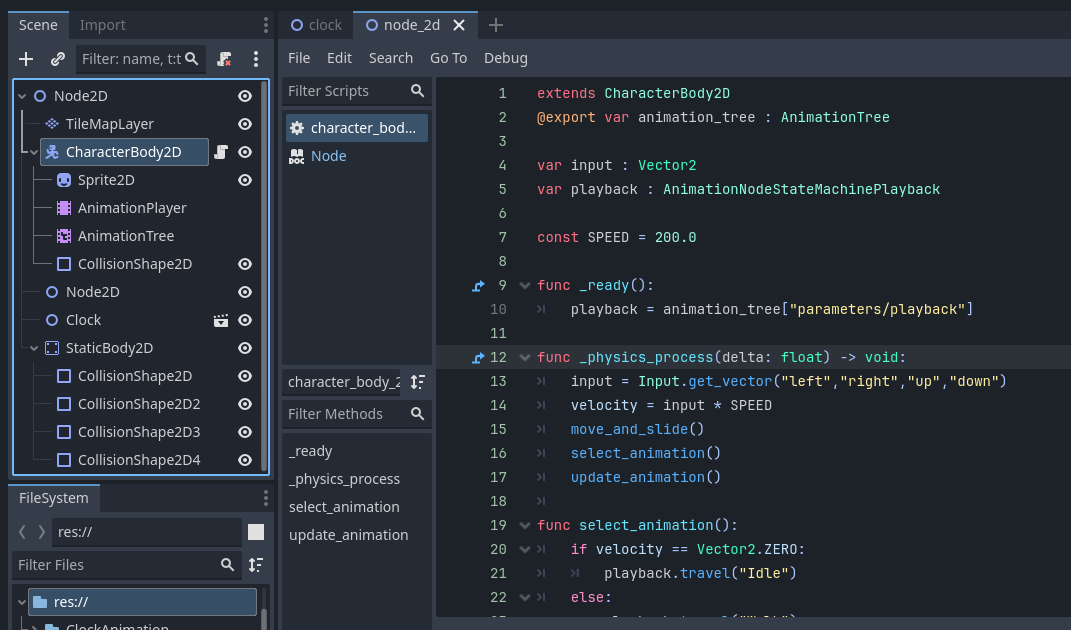 Scene
Import
Filter: name, t:t
Node2D
TileMapLayer
CharacterBody2D
Sprite2D
AnimationPlayer
AnimationTree
CollisionShape2D
Node2D
Clock
StaticBody2D
CollisionShape2D
CollisionShape2D2
CollisionShape2D3
CollisionShape2D4
FileSystem
res://
Filter Files
res://
ClockAnimation
clock
node_2d
File Edit Search Go To Debug
Filter Scripts
character_bod...
DOC Node
character_body_2
Filter Methods
_ready
_physics_process
select_animation
update_animation
1 extends CharacterBody2D
2 @export var animation_tree : AnimationTree
3
4 var input : Vector2
5 var playback : AnimationNodeStateMachinePlayback
6
7 const SPEED = 200.0
8
9 func _ready():
10 playback = animation_tree["parameters/playback"]
11
12 func _physics_process(delta: float) -> void:
13 input = Input.get_vector("left","right","up","down")
14 velocity = input * SPEED
15 move_and_slide()
16 select_animation()
17 update_animation()
18
19 func select_animation():
20 if velocity == Vector2.ZERO:
21 playback.travel("Idle")
22 else: